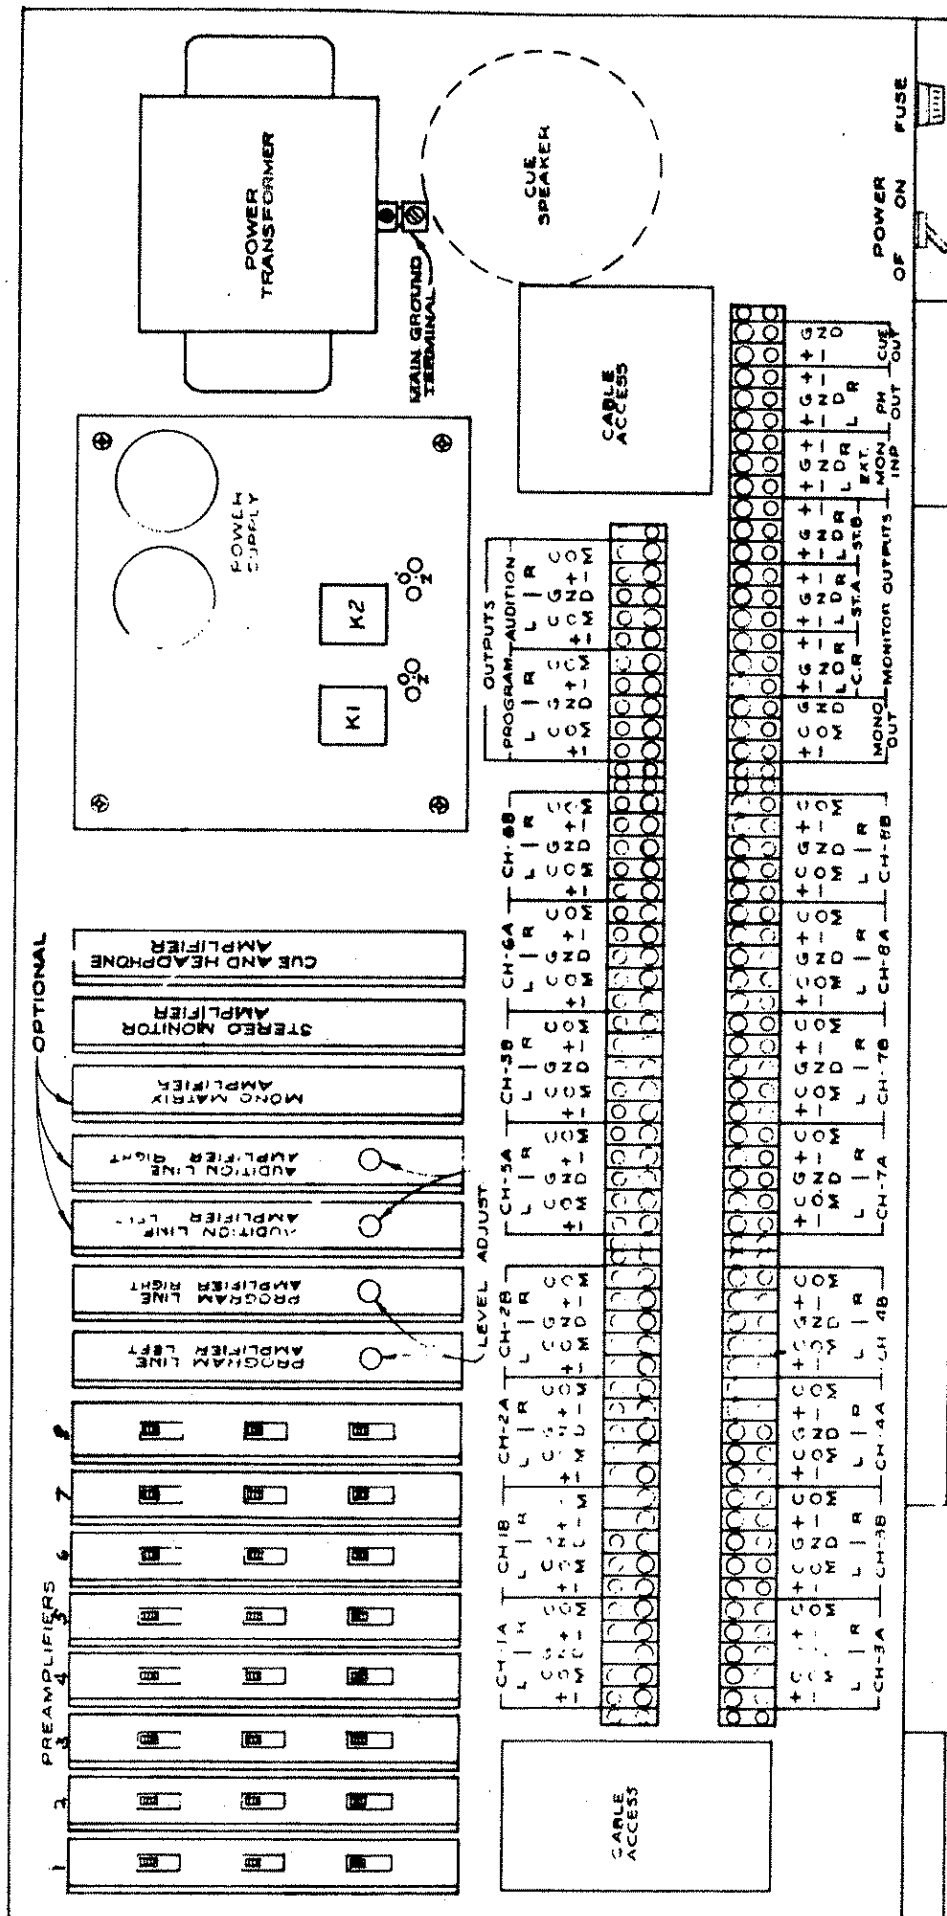 OPTIONAL
PREAMPLIFIERS
1
2
3
4
5
6
7
8
PROGRAM LINE
AMPLIFIER LEFT
PROGRAM LINE
AMPLIFIER RIGHT
AUDITION LINE
AMPLIFIER LEFT
AUDITION LINE
AMPLIFIER RIGHT
MONO MATRIX
AMPLIFIER
STEREO MONITOR
AMPLIFIER
CUE AND HEADPHONE
AMPLIFIER
LEVEL ADJUST
POWER
SUPPLY
K1
K2
POWER
TRANSFORMER
MAIN GROUND
TERMINAL
CUE
SPEAKER
CABLE
ACCESS
CABLE
ACCESS
CH-1A
CH1B
CH-2A
CH-2B
CH-5A
CH-5B
CH-6A
CH-6B
OUTPUTS
PROGRAM
AUDITION
L R
L R
L R
L R
L R
L R
L R
L R
L R
L R
CH-3A
CH-3B
CH-4A
CH 4B
CH-7A
CH-7B
CH-8A
CH-8B
L R
L R
L R
L R
L R
L R
L R
L R
MONO
OUT
C.R
ST.A
ST.B
MONITOR OUTPUTS
EXT.
MON
INP
PH
OUT
CUE
OUT
POWER
OF ON
FUSE